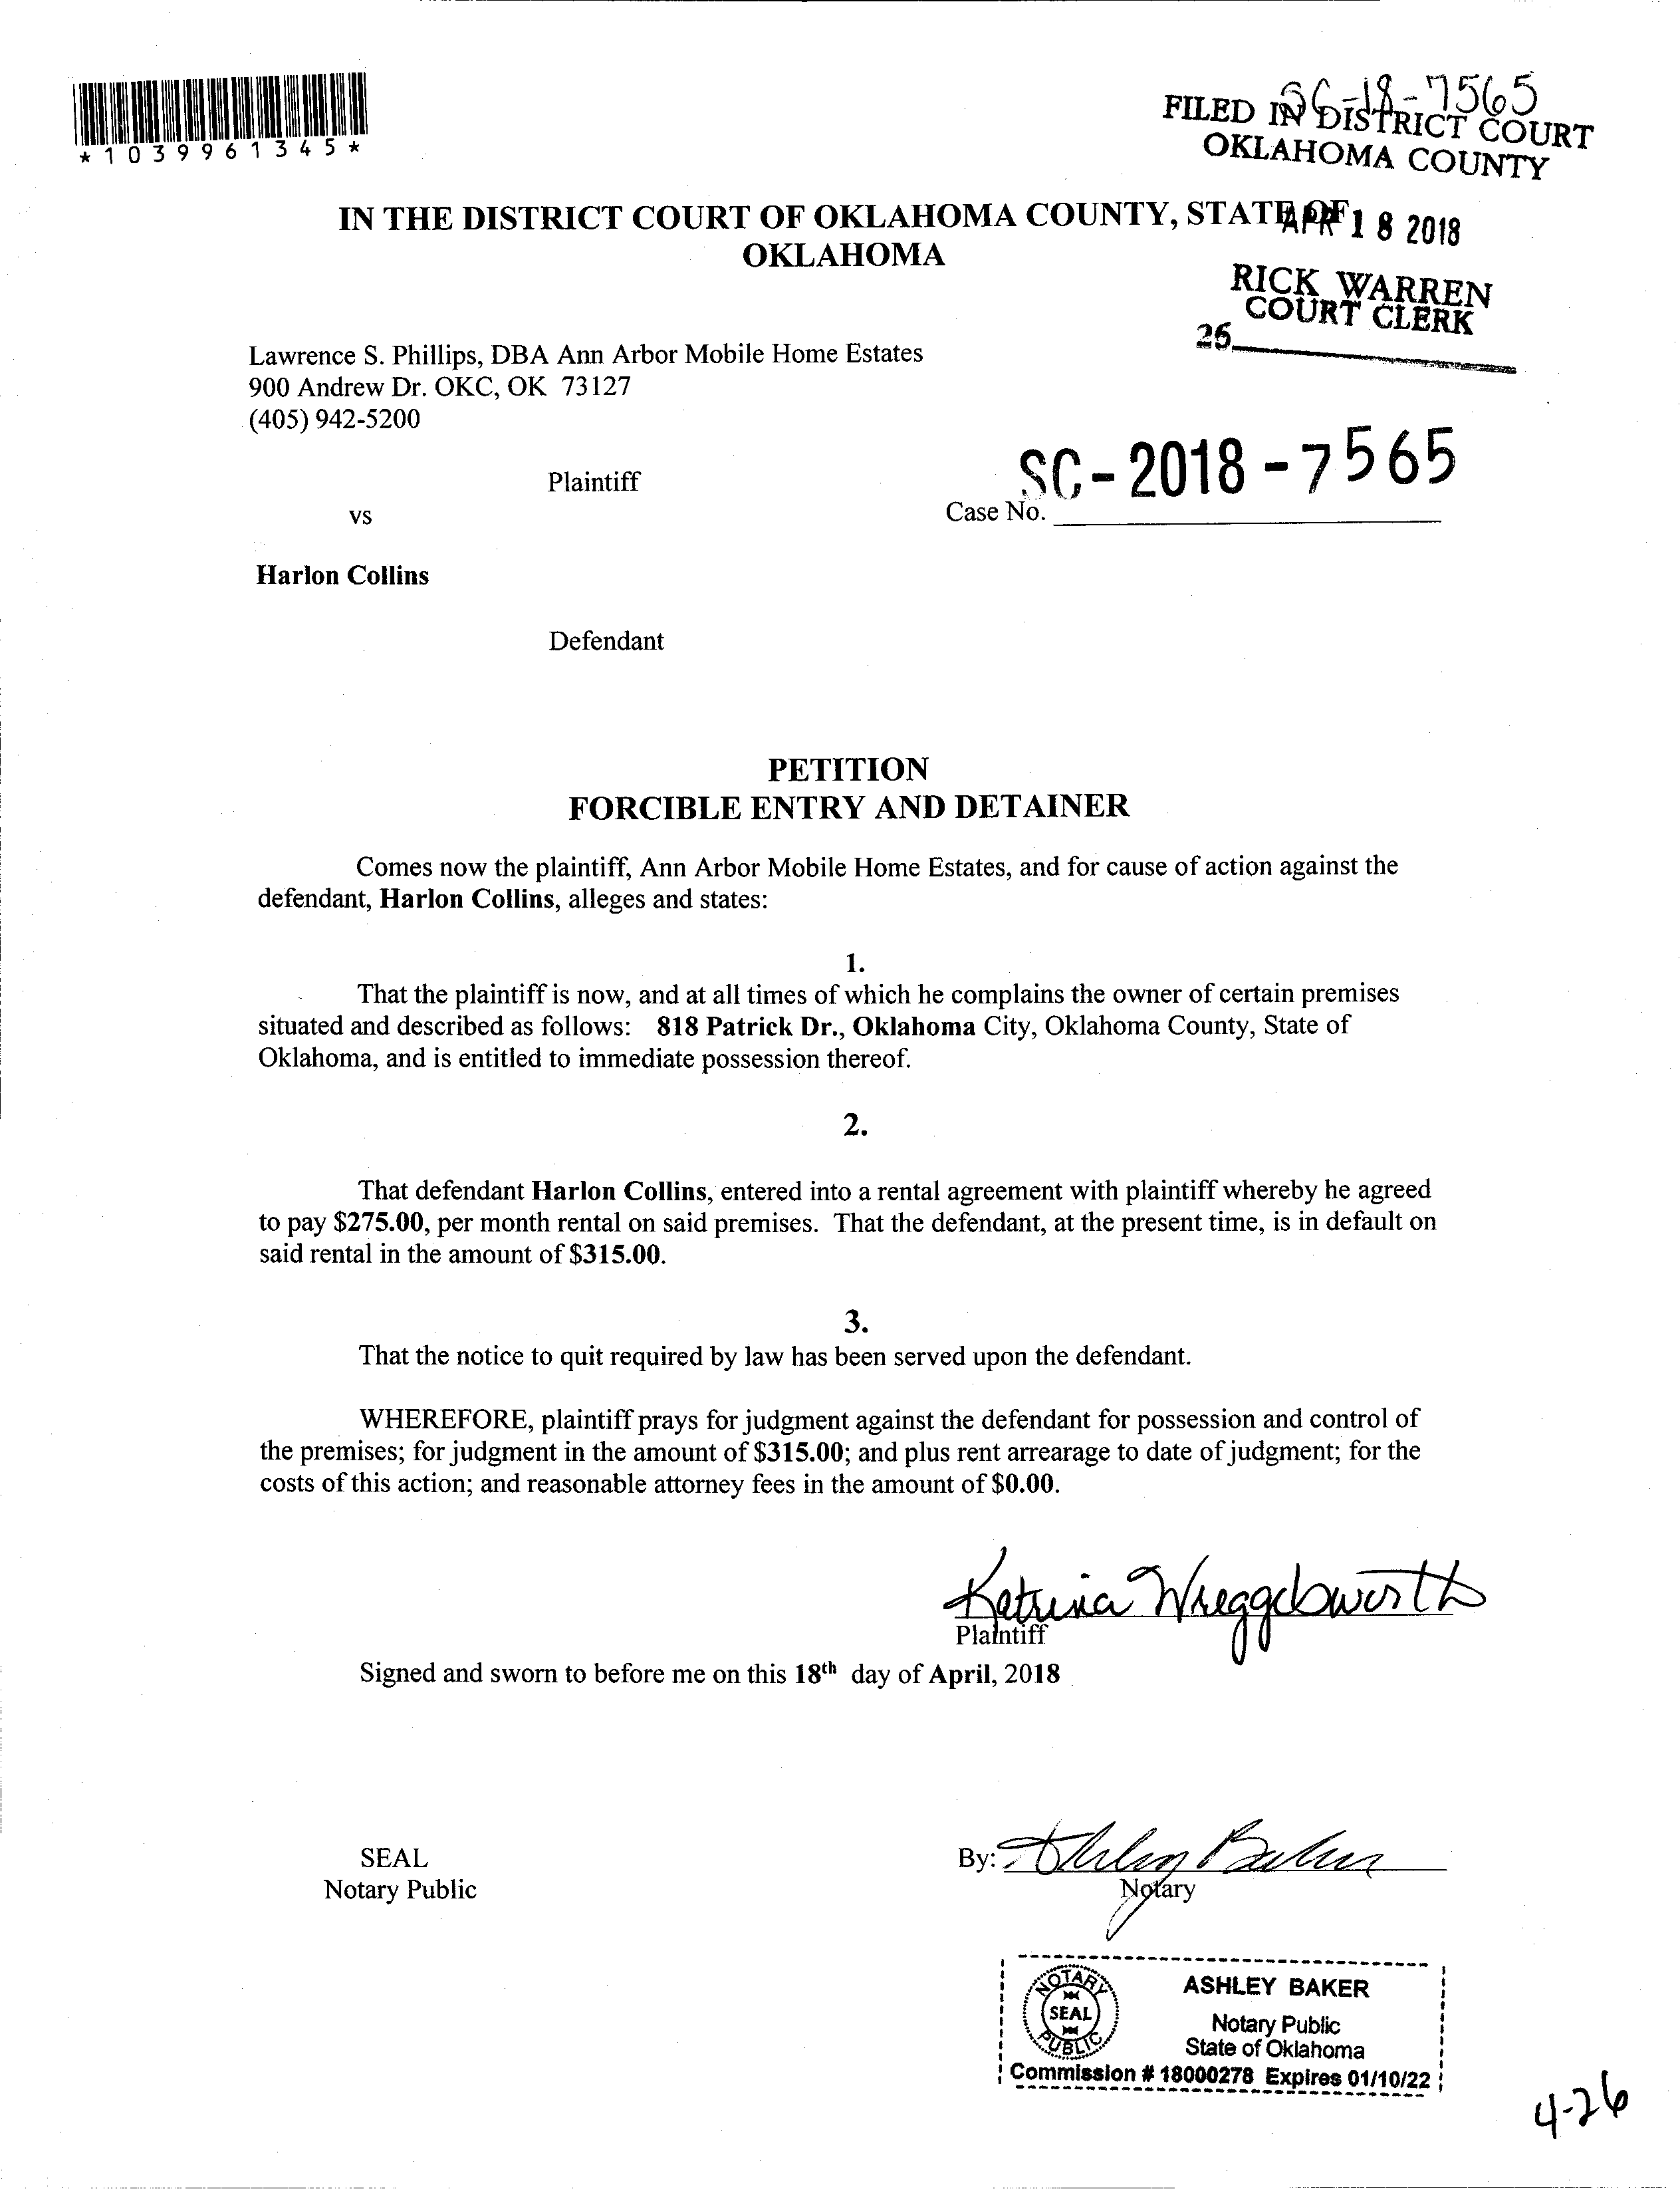 *1039961345*
SC-18-7565
FILED IN DISTRICT COURT
OKLAHOMA COUNTY
IN THE DISTRICT COURT OF OKLAHOMA COUNTY, STATE OF
OKLAHOMA
APR 18 2018
RICK WARREN
COURT CLERK
26
Lawrence S. Phillips, DBA Ann Arbor Mobile Home Estates
900 Andrew Dr. OKC, OK 73127
(405) 942-5200
Plaintiff
SC-2018-7565
vs
Case No.
Harlon Collins
Defendant
PETITION
FORCIBLE ENTRY AND DETAINER
Comes now the plaintiff, Ann Arbor Mobile Home Estates, and for cause of action against the
defendant, Harlon Collins, alleges and states:
1.
That the plaintiff is now, and at all times of which he complains the owner of certain premises
situated and described as follows: 818 Patrick Dr., Oklahoma City, Oklahoma County, State of
Oklahoma, and is entitled to immediate possession thereof.
2.
That defendant Harlon Collins, entered into a rental agreement with plaintiff whereby he agreed
to pay $275.00, per month rental on said premises. That the defendant, at the present time, is in default on
said rental in the amount of $315.00.
3.
That the notice to quit required by law has been served upon the defendant.
WHEREFORE, plaintiff prays for judgment against the defendant for possession and control of
the premises; for judgment in the amount of $315.00; and plus rent arrearage to date of judgment; for the
costs of this action; and reasonable attorney fees in the amount of $0.00.
Katrina Wreggelsworth
Plaintiff
Signed and sworn to before me on this 18th day of April, 2018
SEAL
Notary Public
By: Ashley Baker
Notary
NOTARY
SEAL
PUBLIC
ASHLEY BAKER
Notary Public
State of Oklahoma
Commission # 18000278 Expires 01/10/22
4-26